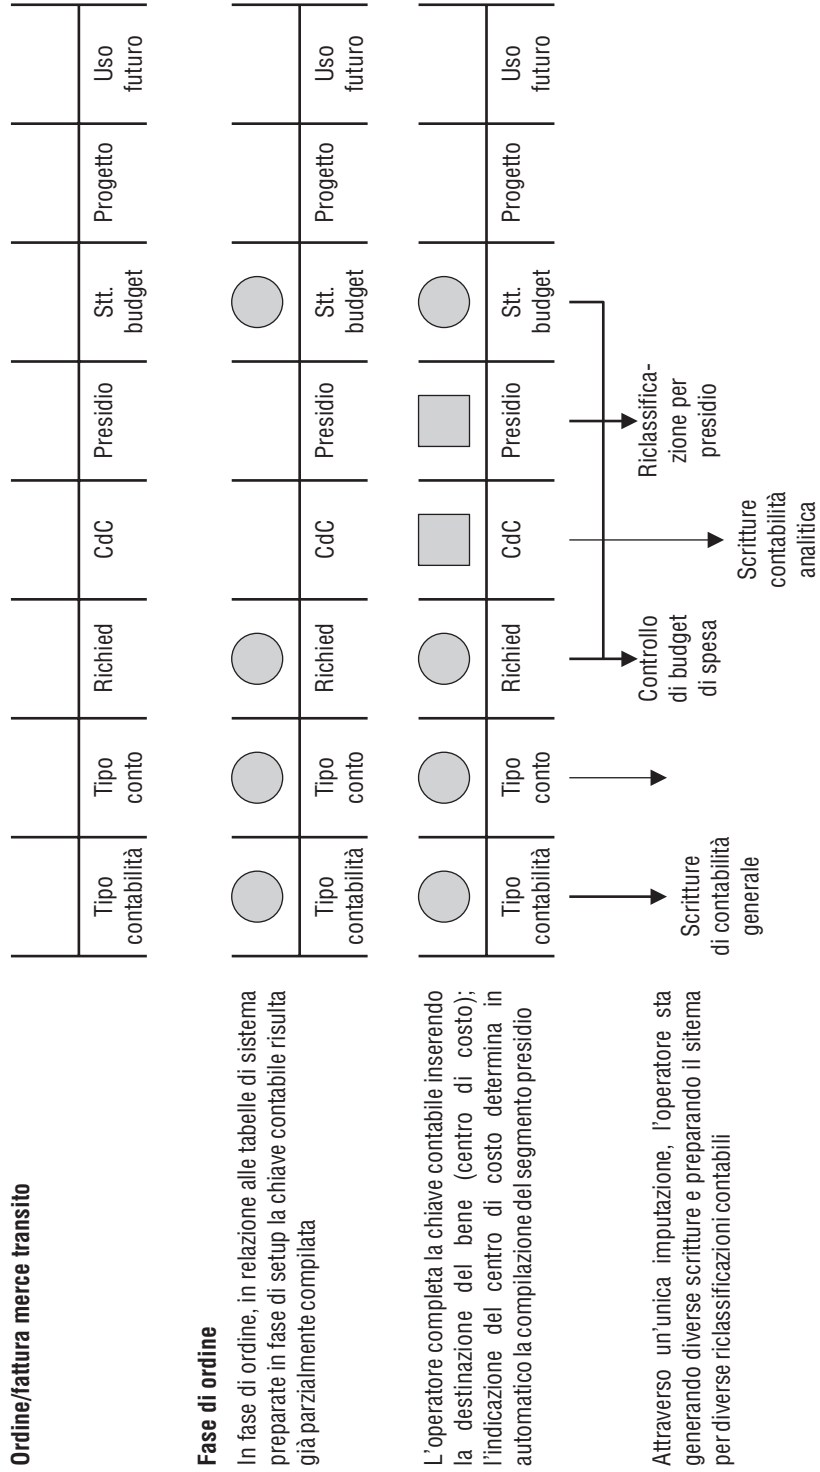 Ordine/fattura merce transito
Tipo
contabilità
Tipo
conto
Richied
CdC
Presidio
Stt.
budget
Progetto
Uso
futuro
Fase di ordine
In fase di ordine, in relazione alle tabelle di sistema
preparate in fase di setup la chiave contabile risulta
già parzialmente compilata
Tipo
contabilità
Tipo
conto
Richied
CdC
Presidio
Stt.
budget
Progetto
Uso
futuro
L'operatore completa la chiave contabile inserendo
la destinazione del bene (centro di costo);
l'indicazione del centro di costo determina in
automatico la compilazione del segmento presidio
Tipo
contabilità
Tipo
conto
Richied
CdC
Presidio
Stt.
budget
Progetto
Uso
futuro
Attraverso un'unica imputazione, l'operatore sta
generando diverse scritture e preparando il sitema
per diverse riclassificazioni contabili
Scritture
di contabilità
generale
Controllo
di budget
di spesa
Scritture
contabilità
analitica
Riclassifica-
zione per
presidio